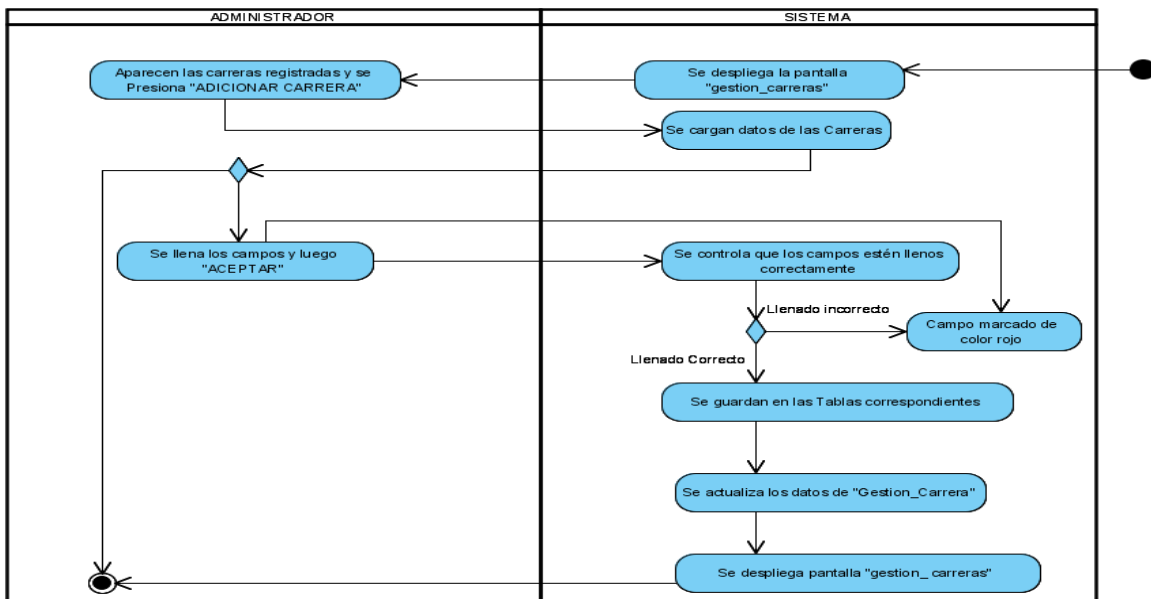 ADMINISTRADOR
SISTEMA
Aparecen las carreras registradas y se
Presiona "ADICIONAR CARRERA"
Se despliega la pantalla
"gestion_carreras"
Se cargan datos de las Carreras
Se llena los campos y luego
"ACEPTAR"
Se controla que los campos estén llenos
correctamente
Llenado incorrecto
Campo marcado de
color rojo
Llenado Correcto
Se guardan en las Tablas correspondientes
Se actualiza los datos de "Gestion_Carrera"
Se despliega pantalla "gestion_ carreras"